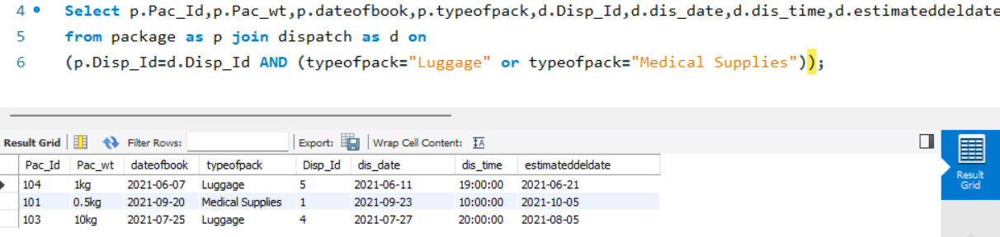 4 Select p.Pac_Id,p.Pac_wt,p.dateofbook,p.typeofpack,d.Disp_Id,d.dis_date,d.dis_time,d.estimateddeldate
5 from package as p join dispatch as d on
6 (p.Disp_Id=d.Disp_Id AND (typeofpack="Luggage" or typeofpack="Medical Supplies"));
Result Grid Filter Rows: Export: Wrap Cell Content: IA
Pac_Id Pac_wt dateofbook typeofpack Disp_Id dis_date dis_time estimateddeldate
104 1kg 2021-06-07 Luggage 5 2021-06-11 19:00:00 2021-06-21
101 0.5kg 2021-09-20 Medical Supplies 1 2021-09-23 10:00:00 2021-10-05
103 10kg 2021-07-25 Luggage 4 2021-07-27 20:00:00 2021-08-05
Result
Grid